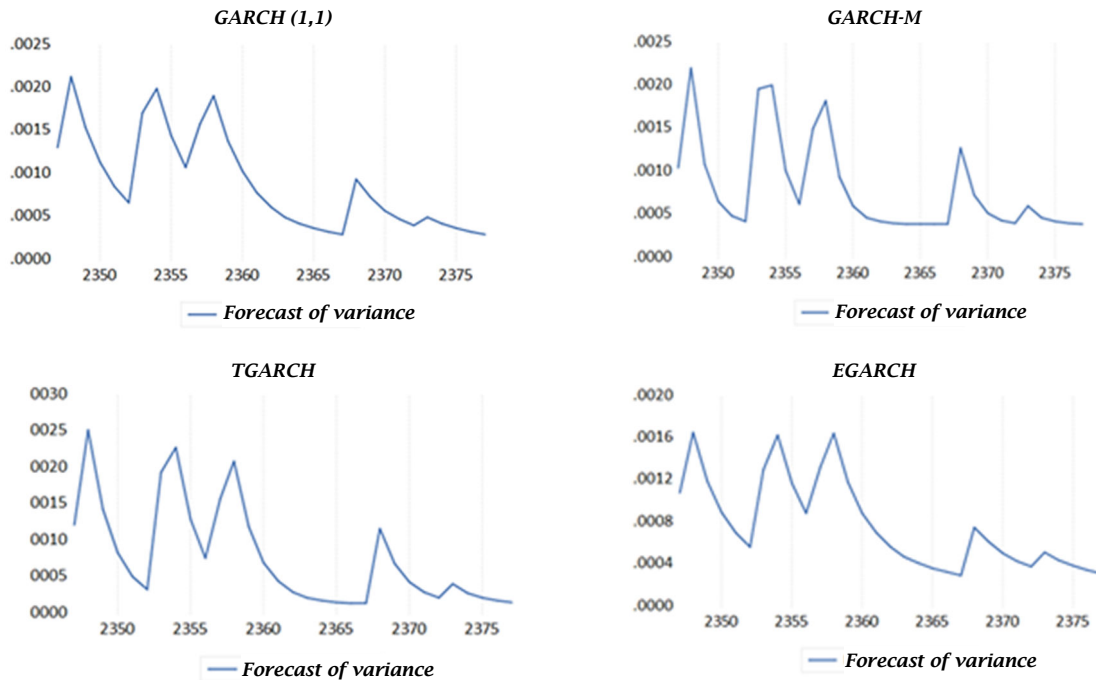 GARCH (1,1)
.0025
.0020
.0015
.0010
.0005
.0000
2350 2355 2360 2365 2370 2375
Forecast of variance
GARCH-M
.0025
.0020
.0015
.0010
.0005
.0000
2350 2355 2360 2365 2370 2375
Forecast of variance
TGARCH
0030
0025
0020
0015
0010
0005
0000
2350 2355 2360 2365 2370 2375
Forecast of variance
EGARCH
.0020
.0016
.0012
.0008
.0004
.0000
2350 2355 2360 2365 2370 2375
Forecast of variance